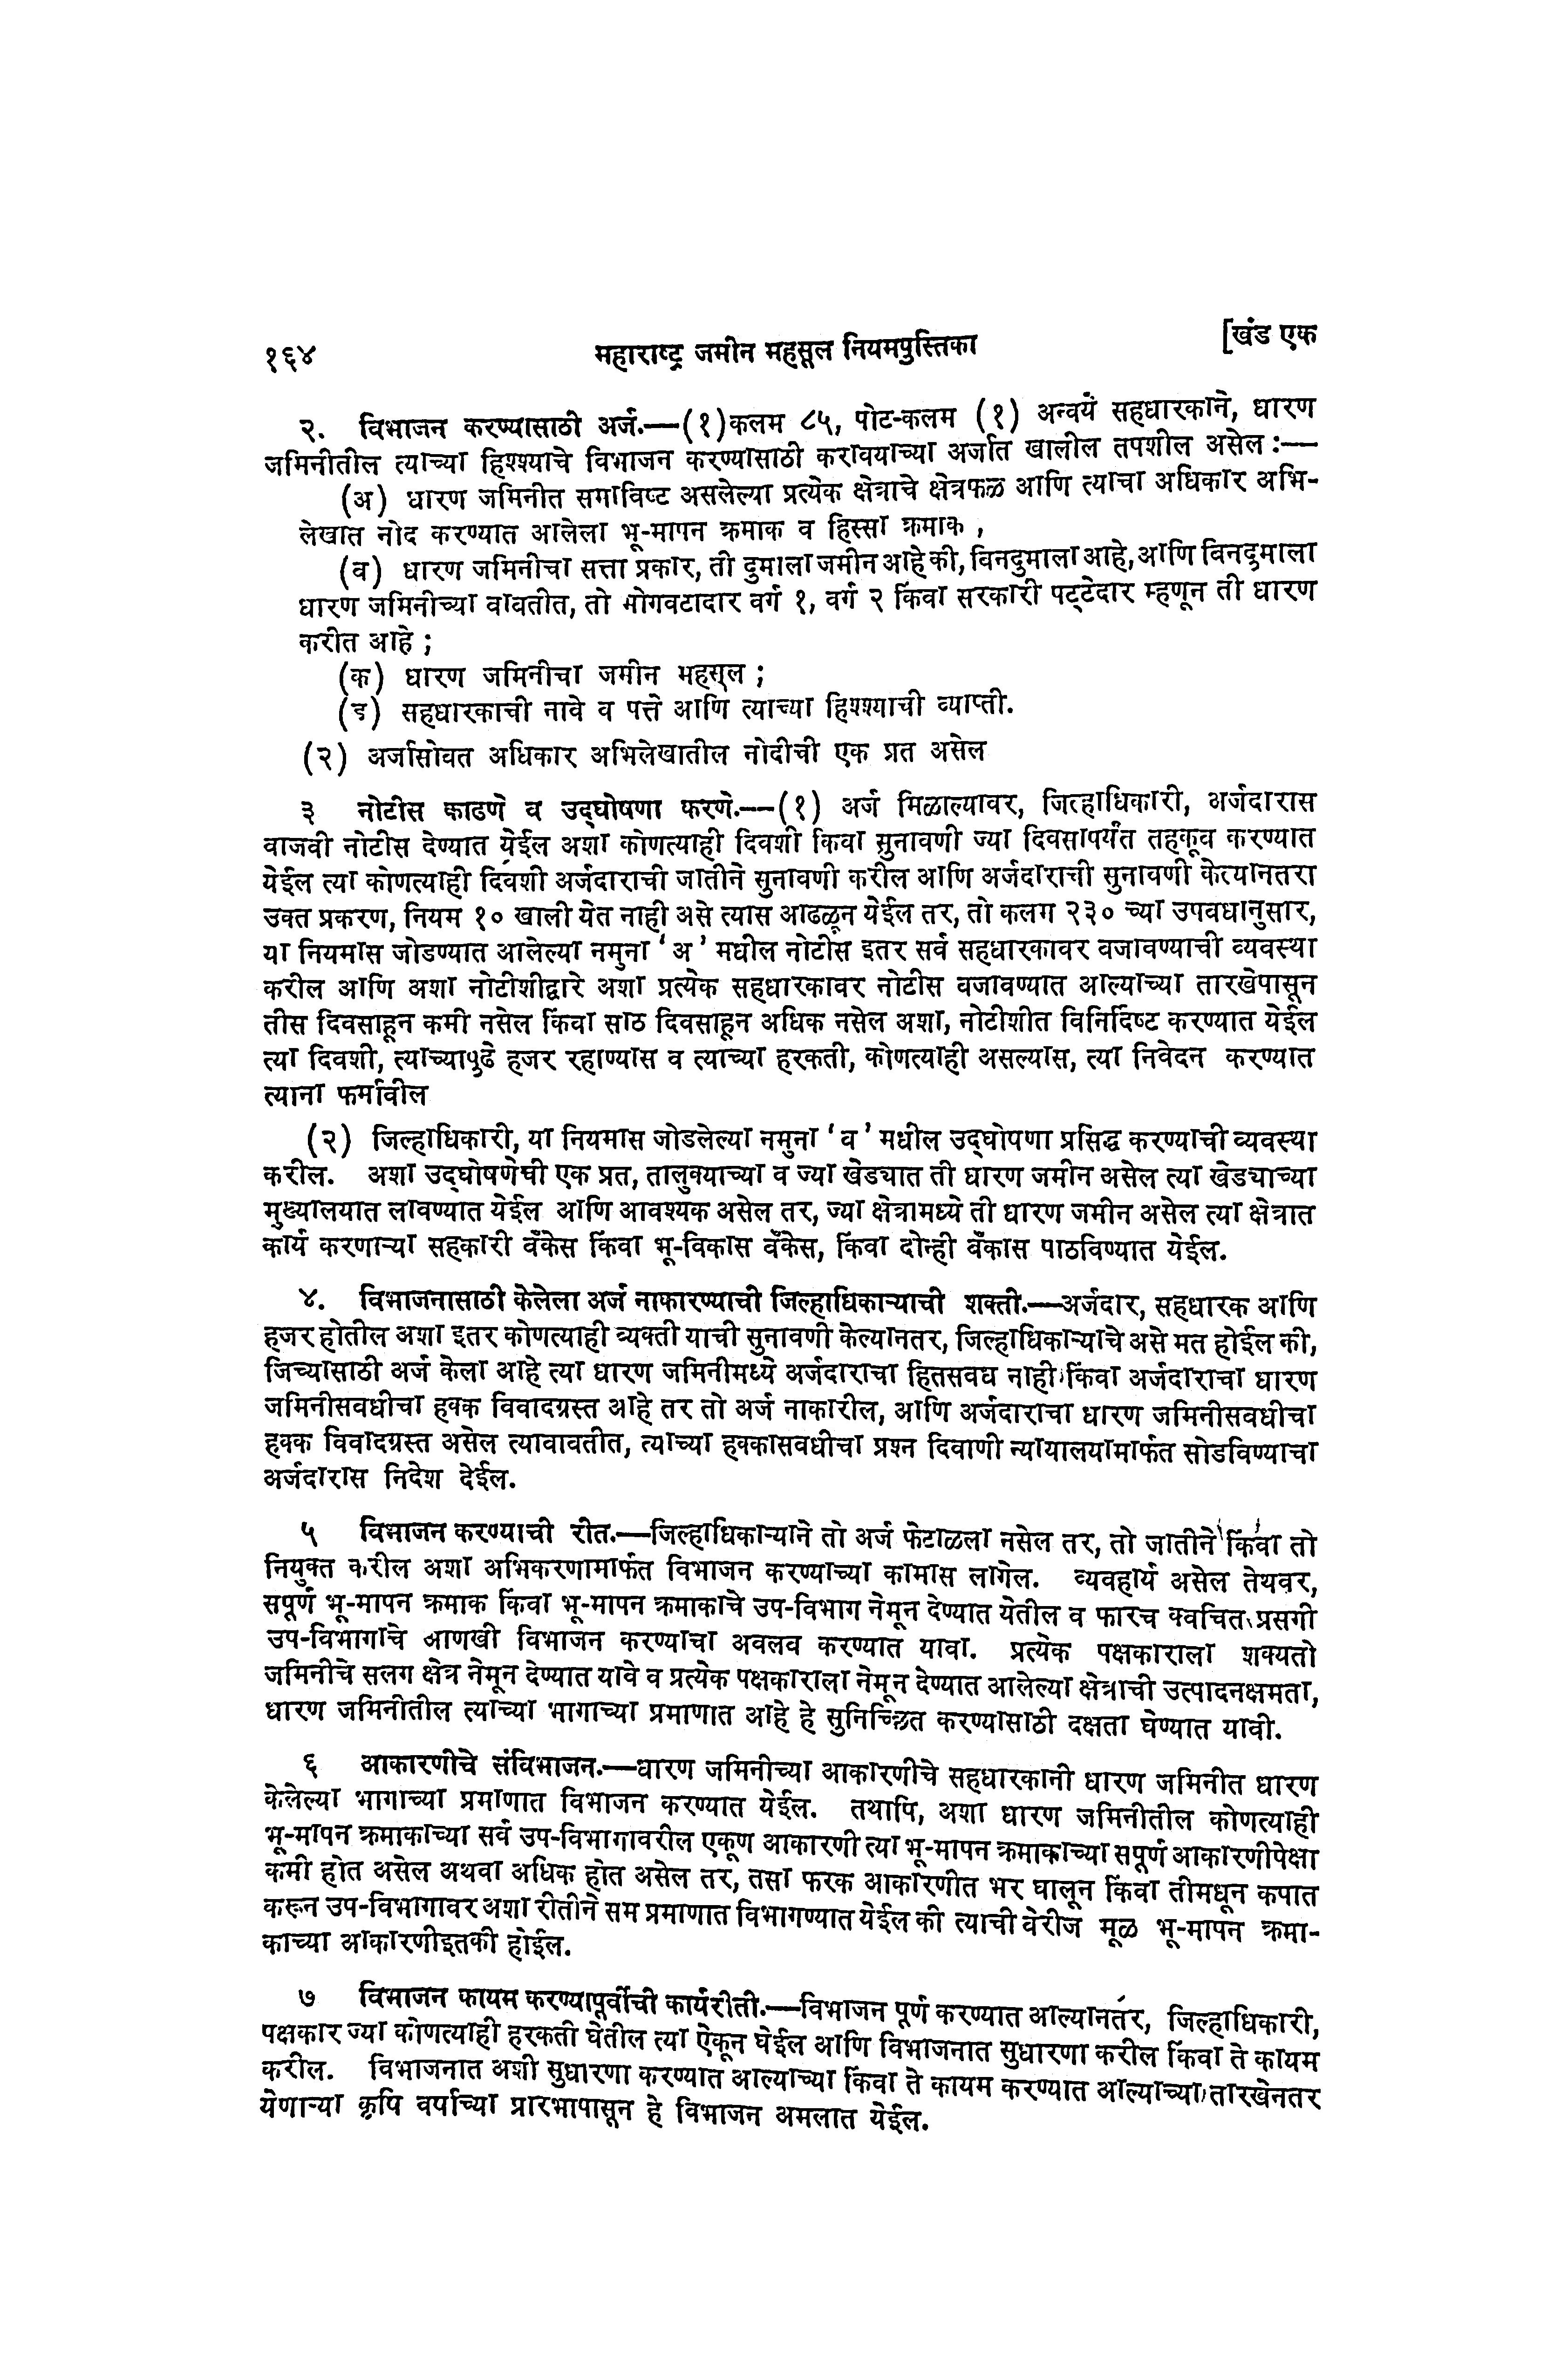 १६४ महाराष्ट्र जमीन महसूल नियमपुस्तिका [खंड एक
२. विभाजन करण्यासाठी अर्ज.—(१) कलम ८५, पोट-कलम (१) अन्वयें सहधारकाने, धारण
जमिनीतील त्याच्या हिश्श्याचे विभाजन करण्यासाठी करावयाच्या अर्जात खालील तपशील असेल :—
(अ) धारण जमिनीत समाविष्ट असलेल्या प्रत्येक क्षेत्राचे क्षेत्रफळ आणि त्याचा अधिकार अभि-
लेखात नोद करण्यात आलेला भू-मापन क्रमाक व हिस्सा क्रमाक ,
(व) धारण जमिनीचा सत्ता प्रकार, ती दुमाला जमीन आहे की, विनदुमाला आहे, आणि विनदुमाला
धारण जमिनीच्या वावतीत, तो भोगवटादार वर्ग १, वर्ग २ किंवा सरकारी पट्टेदार म्हणून ती धारण
करीत आहे ;
(क) धारण जमिनीचा जमीन महसूल ;
(ड) सहधारकाची नावे व पत्ते आणि त्याच्या हिश्श्याची व्याप्ती.
(२) अर्जासोवत अधिकार अभिलेखातील नोदीची एक प्रत असेल
३ नोटीस काढणे व उद्घोषणा करणे.—(१) अर्ज मिळाल्यावर, जिल्हाधिकारी, अर्जदारास
वाजवी नोटीस देण्यात येईल अशा कोणत्याही दिवशी किवा सुनावणी ज्या दिवसापर्यंत तहकूव करण्यात
येईल त्या कोणत्याही दिवशी अर्जदाराची जातीने सुनावणी करील आणि अर्जदाराची सुनावणी केल्यानतरा
उक्त प्रकरण, नियम १० खाली येत नाही असे त्यास आढळून येईल तर, तो कलम २३० च्या उपवधानुसार,
या नियमास जोडण्यात आलेल्या नमुना ‘ अ ’ मधील नोटीस इतर सर्व सहधारकावर वजावण्याची व्यवस्था
करील आणि अशा नोटीशीद्वारे अशा प्रत्येक सहधारकावर नोटीस वजावण्यात आल्याच्या तारखेपासून
तीस दिवसाहून कमी नसेल किंवा साठ दिवसाहून अधिक नसेल अशा, नोटीशीत विनिर्दिष्ट करण्यात येईल
त्या दिवशी, त्याच्यापुढे हजर रहाण्यास व त्याच्या हरकती, कोणत्याही असल्यास, त्या निवेदन करण्यात
त्याना फर्मावील
(२) जिल्हाधिकारी, या नियमास जोडलेल्या नमुना ‘ व ’ मधील उद्घोषणा प्रसिद्ध करण्याची व्यवस्था
करील. अशा उद्घोषणेची एक प्रत, तालुक्याच्या व ज्या खेड्यात ती धारण जमीन असेल त्या खेड्याच्या
मुख्यालयात लावण्यात येईल आणि आवश्यक असेल तर, ज्या क्षेत्रामध्ये ती धारण जमीन असेल त्या क्षेत्रात
कार्य करणाऱ्या सहकारी वँकेस किंवा भू-विकास वँकेस, किंवा दोन्ही वँकास पाठविण्यात येईल.
४. विभाजनासाठी केलेला अर्ज नाकारण्याची जिल्हाधिकाऱ्याची शक्ती.—अर्जदार, सहधारक आणि
हजर होतील अशा इतर कोणत्याही व्यक्ती याची सुनावणी केल्यानतर, जिल्हाधिकाऱ्याचे असे मत होईल की,
जिच्यासाठी अर्ज केला आहे त्या धारण जमिनीमध्ये अर्जदाराचा हितसवध नाही किंवा अर्जदाराचा धारण
जमिनीसवधीचा हक्क विवादग्रस्त आहे तर तो अर्ज नाकारील, आणि अर्जदाराचा धारण जमिनीसवधीचा
हक्क विवादग्रस्त असेल त्यावावतीत, त्याच्या हक्कासवधीचा प्रश्न दिवाणी न्यायालयामार्फत सोडविण्याचा
अर्जदारास निदेश देईल.
५ विभाजन करण्याची रीत.—जिल्हाधिकाऱ्याने तो अर्ज फेटाळला नसेल तर, तो जातीने किंवा तो
नियुक्त करील अशा अभिकरणामार्फत विभाजन करण्याच्या कामास लागेल. व्यवहार्य असेल तेथवर,
सपूर्ण भू-मापन क्रमाक किंवा भू-मापन क्रमाकाचे उप-विभाग नेमून देण्यात येतील व फारच क्वचित प्रसगी
उप-विभागाचे आणखी विभाजन करण्याचा अवलव करण्यात यावा. प्रत्येक पक्षकाराला शक्यतो
जमिनीचे सलग क्षेत्र नेमून देण्यात यावे व प्रत्येक पक्षकाराला नेमून देण्यात आलेल्या क्षेत्राची उत्पादनक्षमता,
धारण जमिनीतील त्याच्या भागाच्या प्रमाणात आहे हे सुनिच्छित करण्यासाठी दक्षता घेण्यात यावी.
६ आकारणीचे संविभाजन.—धारण जमिनीच्या आकारणीचे सहधारकानी धारण जमिनीत धारण
केलेल्या भागाच्या प्रमाणात विभाजन करण्यात येईल. तथापि, अशा धारण जमिनीतील कोणत्याही
भू-मापन क्रमाकाच्या सर्व उप-विभागावरील एकूण आकारणी त्या भू-मापन क्रमाकाच्या सपूर्ण आकारणीपेक्षा
कमी होत असेल अथवा अधिक होत असेल तर, तसा फरक आकारणीत भर घालून किंवा तीमधून कपात
करून उप-विभागावर अशा रीतीने सम प्रमाणात विभागण्यात येईल की त्याची वेरीज मूळ भू-मापन क्रमा-
काच्या आकारणीइतकी होईल.
७ विभाजन कायम करण्यापूर्वीची कार्यरीती.—विभाजन पूर्ण करण्यात आल्यानतर, जिल्हाधिकारी,
पक्षकार ज्या कोणत्याही हरकती घेतील त्या ऐकून घेईल आणि विभाजनात सुधारणा करील किंवा ते कायम
करील. विभाजनात अशी सुधारणा करण्यात आल्याच्या किंवा ते कायम करण्यात आल्याच्या तारखेनतर
येणाऱ्या कृषि वर्षाच्या प्रारभापासून हे विभाजन अमलात येईल.